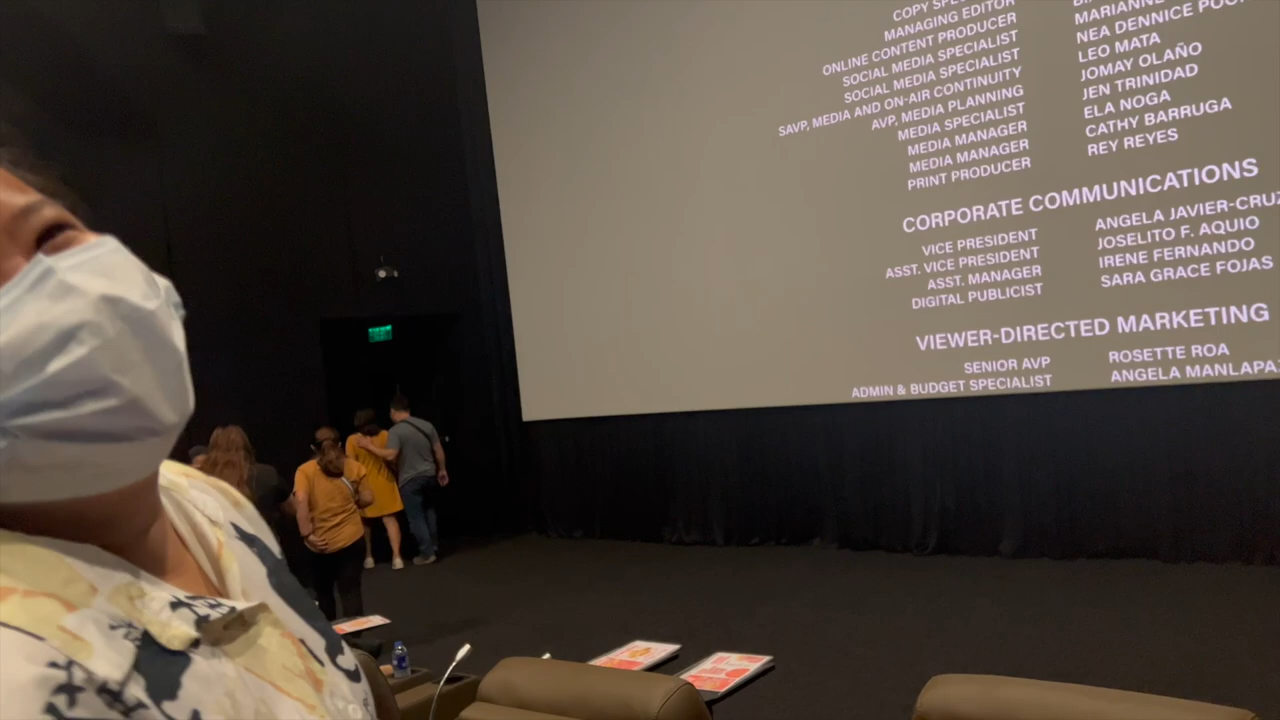 COPY
MANAGING EDITOR
ONLINE CONTENT PRODUCER MARIANNE
SOCIAL MEDIA SPECIALIST NEA DENNICE
SOCIAL MEDIA SPECIALIST LEO MATA
SAVP, MEDIA AND ON-AIR CONTINUITY JOMAY OLAÑO
AVP, MEDIA PLANNING JEN TRINIDAD
MEDIA SPECIALIST ELA NOGA
MEDIA MANAGER CATHY BARRUGA
MEDIA MANAGER REY REYES
PRINT PRODUCER
CORPORATE COMMUNICATIONS
VICE PRESIDENT ANGELA JAVIER-CRUZ
ASST. VICE PRESIDENT JOSELITO F. AQUIO
ASST. MANAGER IRENE FERNANDO
DIGITAL PUBLICIST SARA GRACE FOJAS
VIEWER-DIRECTED MARKETING
SENIOR AVP ROSETTE ROA
ADMIN & BUDGET SPECIALIST ANGELA